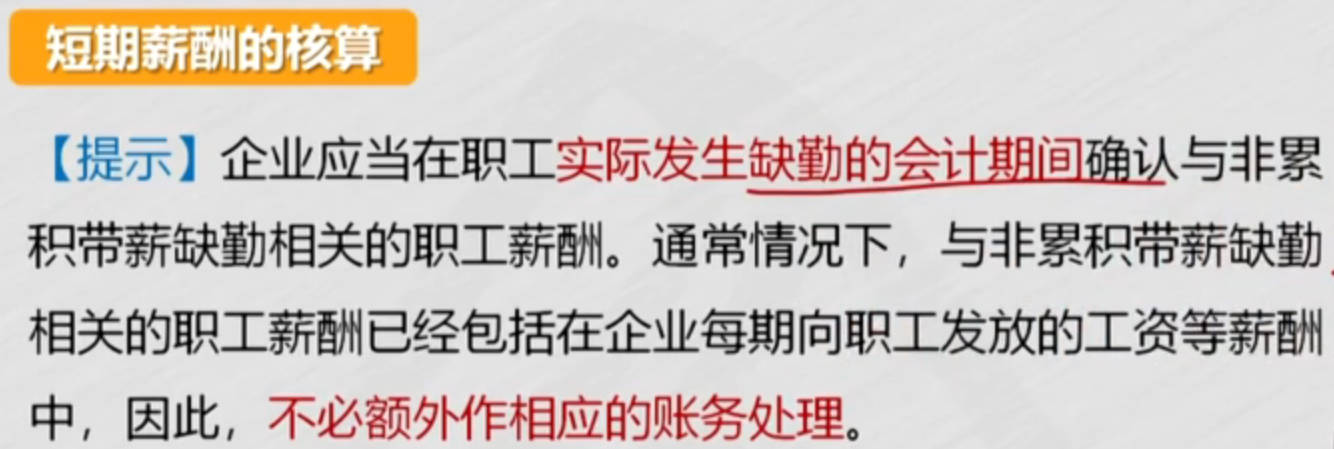 短期薪酬的核算
【提示】企业应当在职工实际发生缺勤的会计期间确认与非累
积带薪缺勤相关的职工薪酬。通常情况下，与非累积带薪缺勤
相关的职工薪酬已经包括在企业每期向职工发放的工资等薪酬
中，因此，不必额外作相应的账务处理。